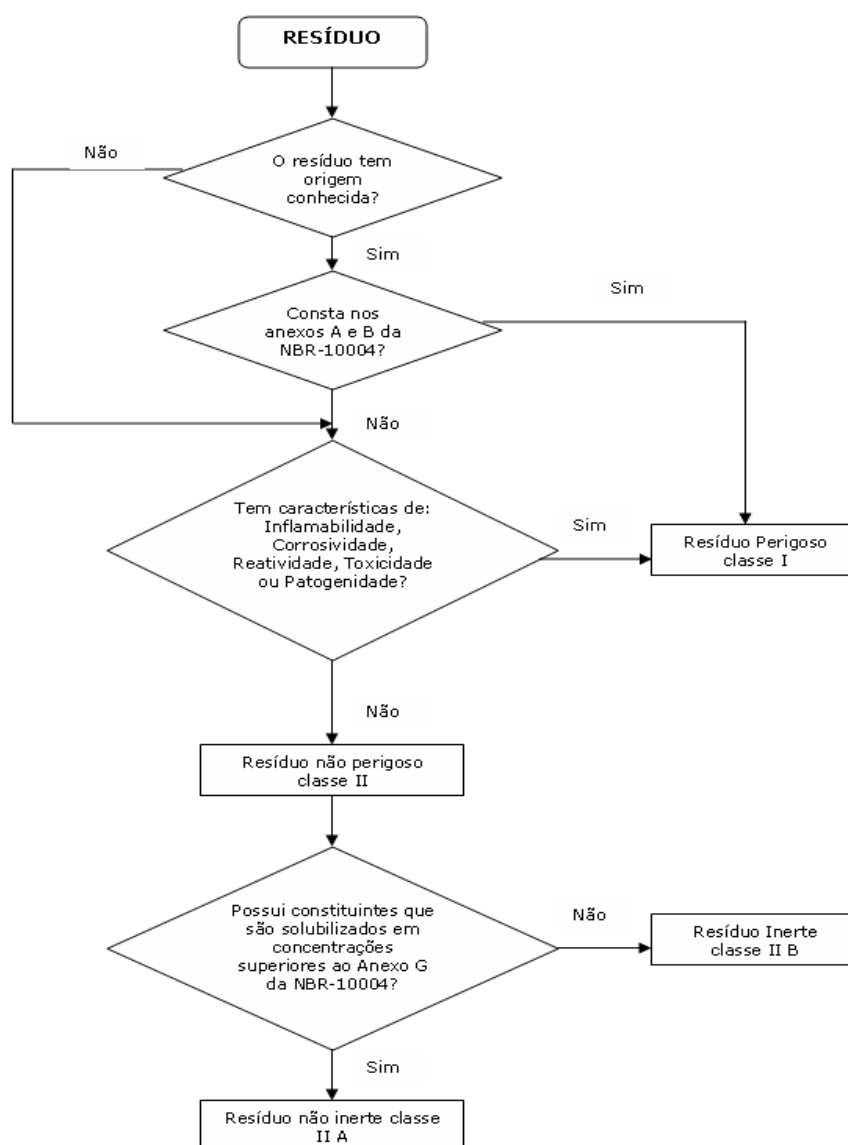 RESÍDUO
Não
O resíduo tem
origem
conhecida?
Sim
Sim
Consta nos
anexos A e B da
NBR-10004?
Não
Tem características de:
Inflamabilidade,
Corrosividade,
Reatividade, Toxicidade
ou Patogenidade?
Sim
Resíduo Perigoso
classe I
Não
Resíduo não perigoso
classe II
Possui constituintes que
são solubilizados em
concentrações
superiores ao Anexo G
da NBR-10004?
Não
Resíduo Inerte
classe II B
Sim
Resíduo não inerte classe
II A